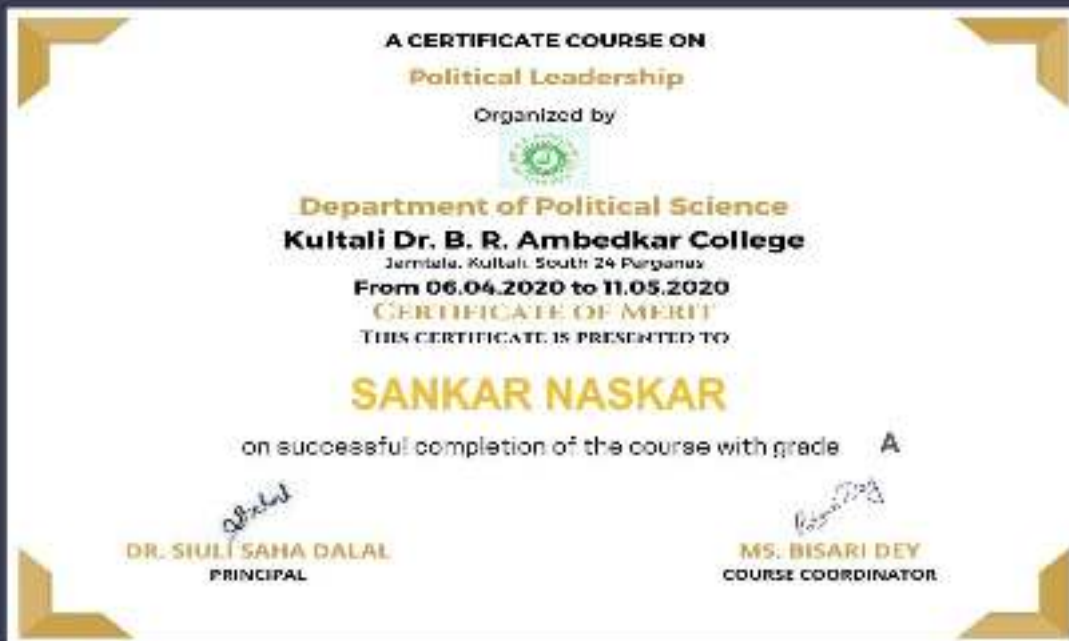 A CERTIFICATE COURSE ON
Political Leadership
Organized by
Department of Political Science
Kultali Dr. B. R. Ambedkar College
Jamtala, Kultali, South 24 Parganas
From 06.04.2020 to 11.05.2020
CERTIFICATE OF MERIT
THIS CERTIFICATE IS PRESENTED TO
SANKAR NASKAR
on successful completion of the course with grade A
DR. SIULI SAHA DALAL
PRINCIPAL
MS. BISARI DEY
COURSE COORDINATOR